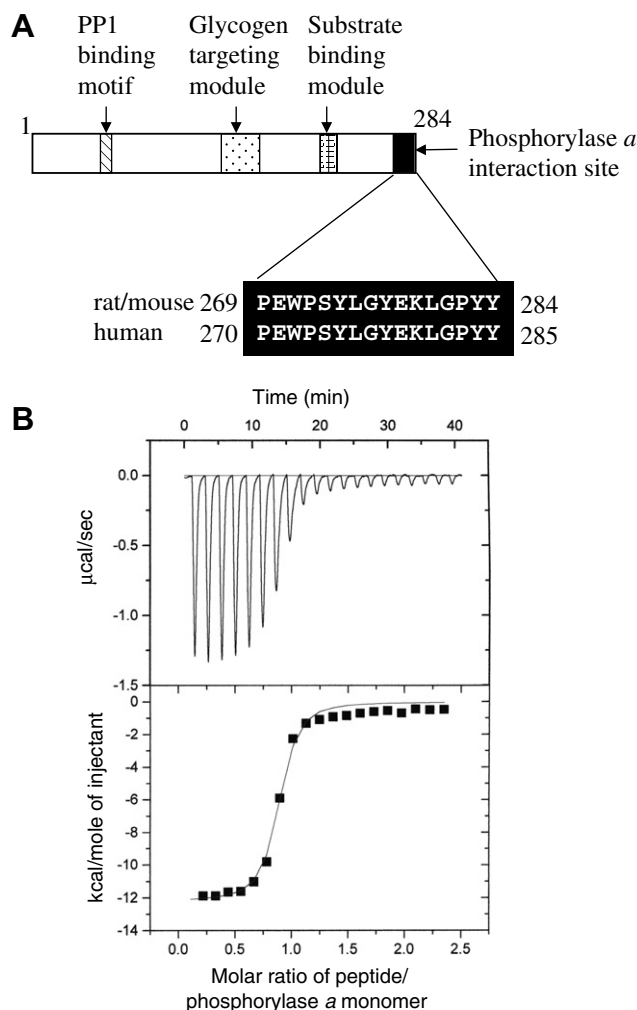 A
PP1
binding
motif
Glycogen
targeting
module
Substrate
binding
module
1
284
Phosphorylase a
interaction site
rat/mouse 269 PEWPSYLGYEKLGPYY 284
human 270 PEWPSYLGYEKLGPYY 285
B
Time (min)
0 10 20 30 40
0.0
-0.5
-1.0
-1.5
µcal/sec
0
-2
-4
-6
-8
-10
-12
-14
kcal/mole of injectant
0.0 0.5 1.0 1.5 2.0 2.5
Molar ratio of peptide/
phosphorylase a monomer